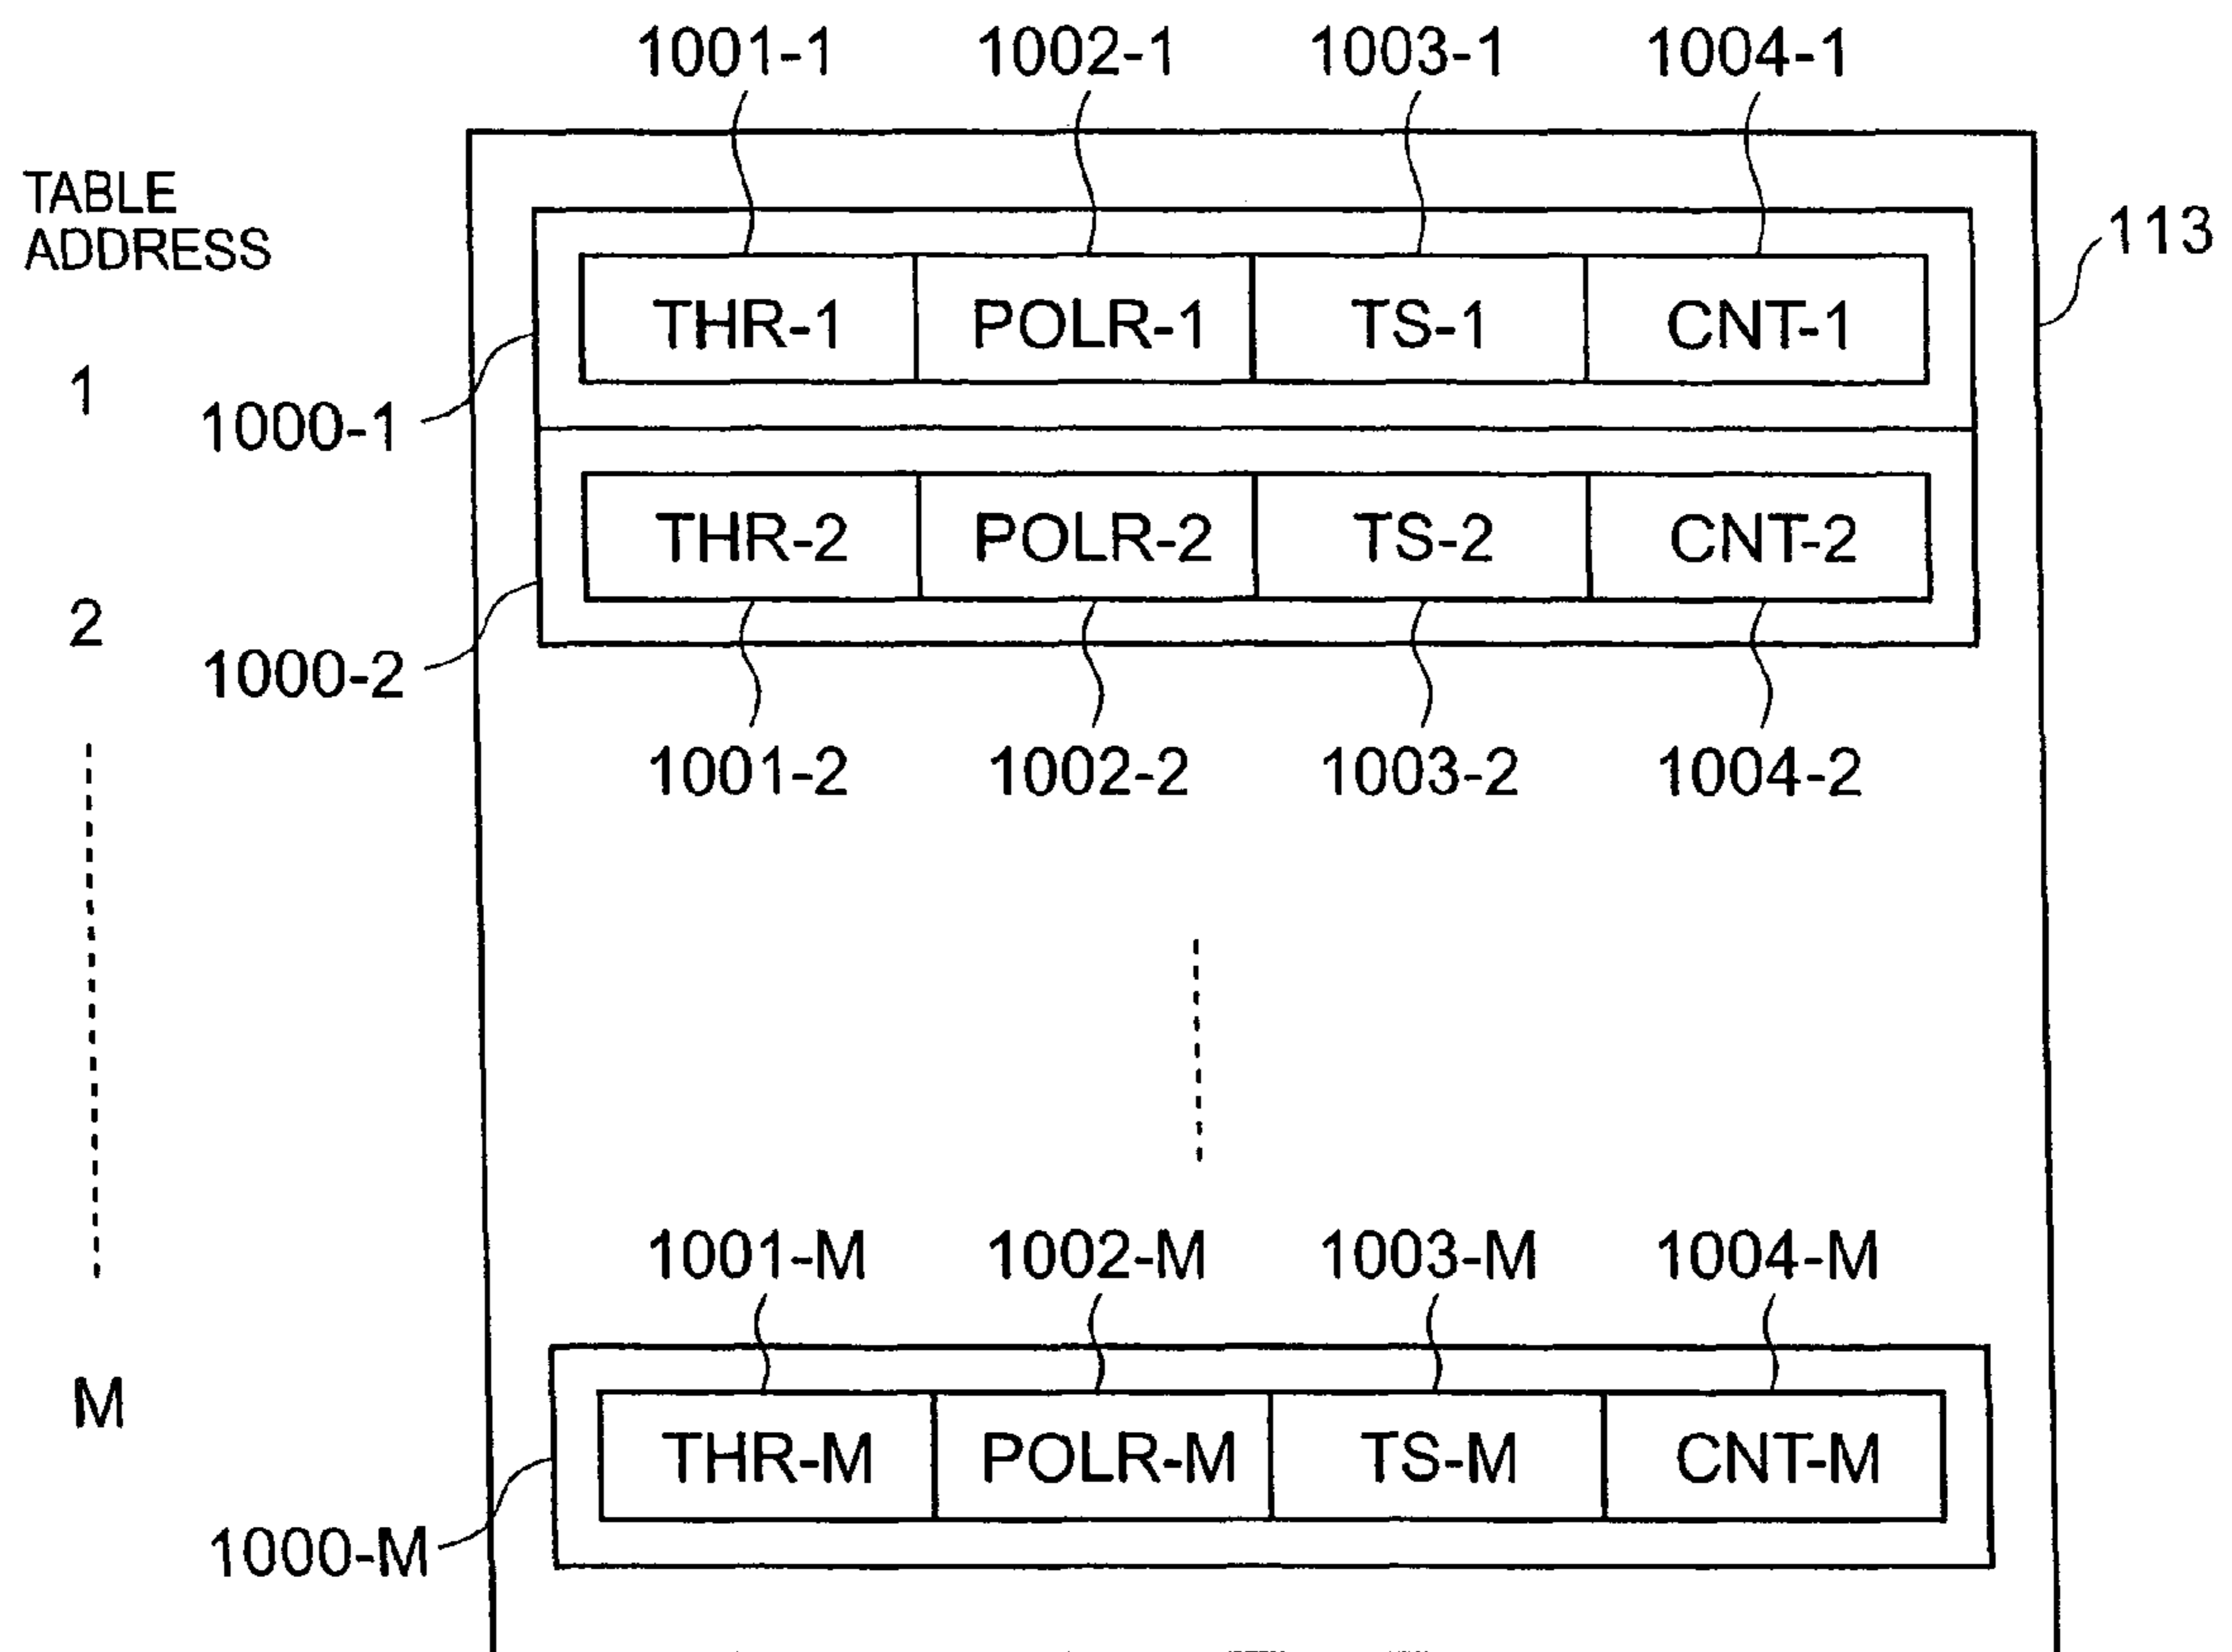 1001-1 1002-1 1003-1 1004-1
TABLE
ADDRESS
113
THR-1 POLR-1 TS-1 CNT-1
1
1000-1
THR-2 POLR-2 TS-2 CNT-2
2
1000-2
1001-2 1002-2 1003-2 1004-2
1001-M 1002-M 1003-M 1004-M
M
THR-M POLR-M TS-M CNT-M
1000-M